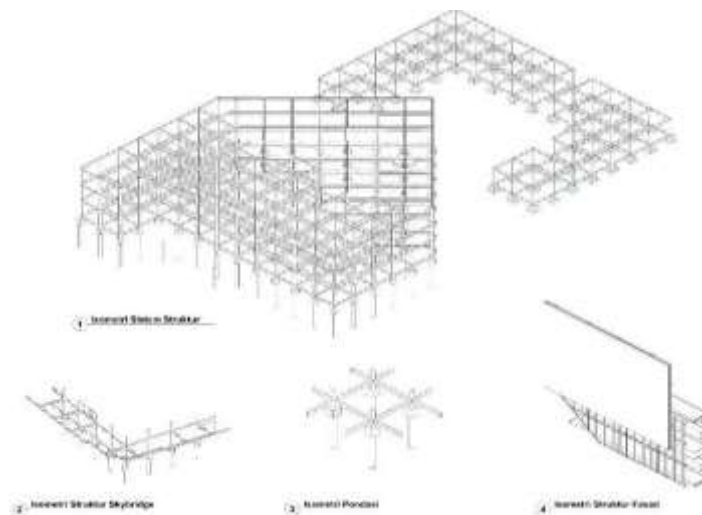 1 Isometri Sistem Struktur
2 Isometri Struktur Skybridge
3 Isometri Pondasi
4 Isometri Struktur Fasad